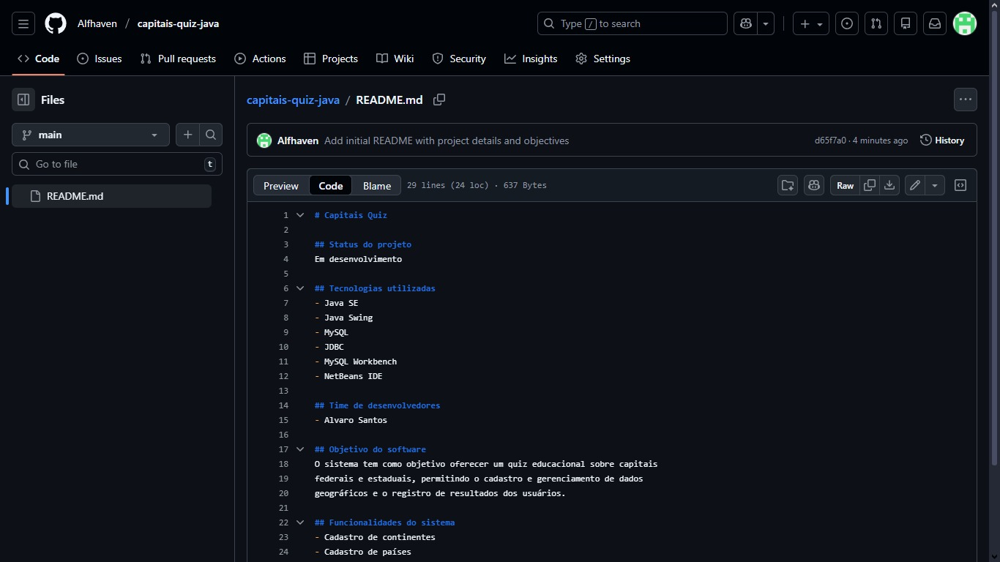 Alfhaven / capitais-quiz-java
Type / to search
Code
Issues
Pull requests
Actions
Projects
Wiki
Security
Insights
Settings
Files
main
Go to file
t
README.md
capitais-quiz-java / README.md
Alfhaven Add initial README with project details and objectives
d65f7a0 · 4 minutes ago
History
Preview
Code
Blame
29 lines (24 loc) · 637 Bytes
Raw
1 # Capitais Quiz
2
3 ## Status do projeto
4 Em desenvolvimento
5
6 ## Tecnologias utilizadas
7 - Java SE
8 - Java Swing
9 - MySQL
10 - JDBC
11 - MySQL Workbench
12 - NetBeans IDE
13
14 ## Time de desenvolvedores
15 - Alvaro Santos
16
17 ## Objetivo do software
18 O sistema tem como objetivo oferecer um quiz educacional sobre capitais
19 federais e estaduais, permitindo o cadastro e gerenciamento de dados
20 geográficos e o registro de resultados dos usuários.
21
22 ## Funcionalidades do sistema
23 - Cadastro de continentes
24 - Cadastro de países